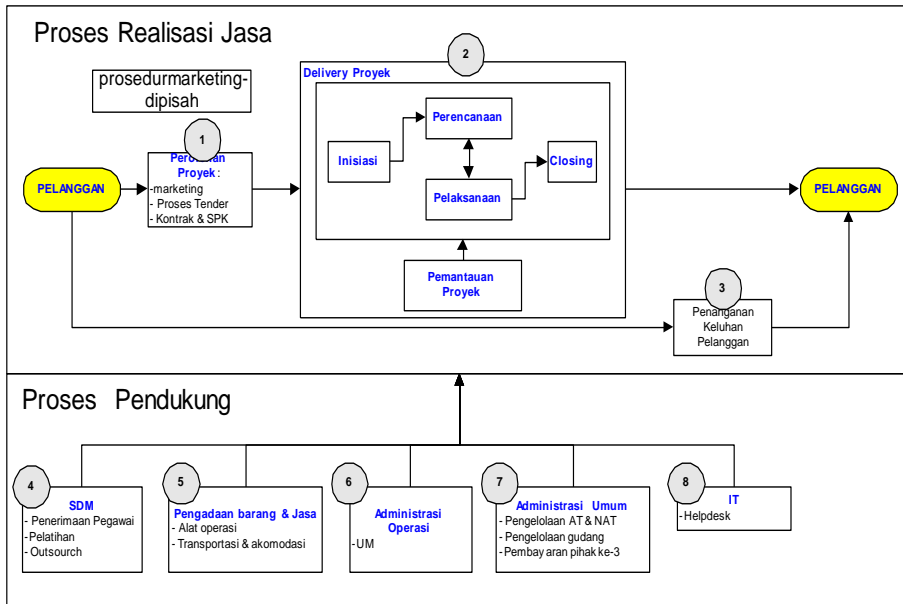 Proses Realisasi Jasa
prosedurmarketing-
dipisah
1
Proyek :
-marketing
- Proses Tender
- Kontrak & SPK
PELANGGAN
2
Delivery Proyek
Perencanaan
Inisiasi
Closing
Pelaksanaan
Pemantauan
Proyek
PELANGGAN
3
Penanganan
Keluhan
Pelanggan
Proses Pendukung
4
SDM
- Penerimaan Pegawai
-Pelatihan
- Outsourch
5
Pengadaan barang & Jasa
- Alat operasi
- Transportasi & akomodasi
6
Administrasi
Operasi
-UM
7
Administrasi Umum
- Pengelolaan AT & NAT
- Pengelolaan gudang
- Pembayaran pihak ke-3
8
IT
-Helpdesk